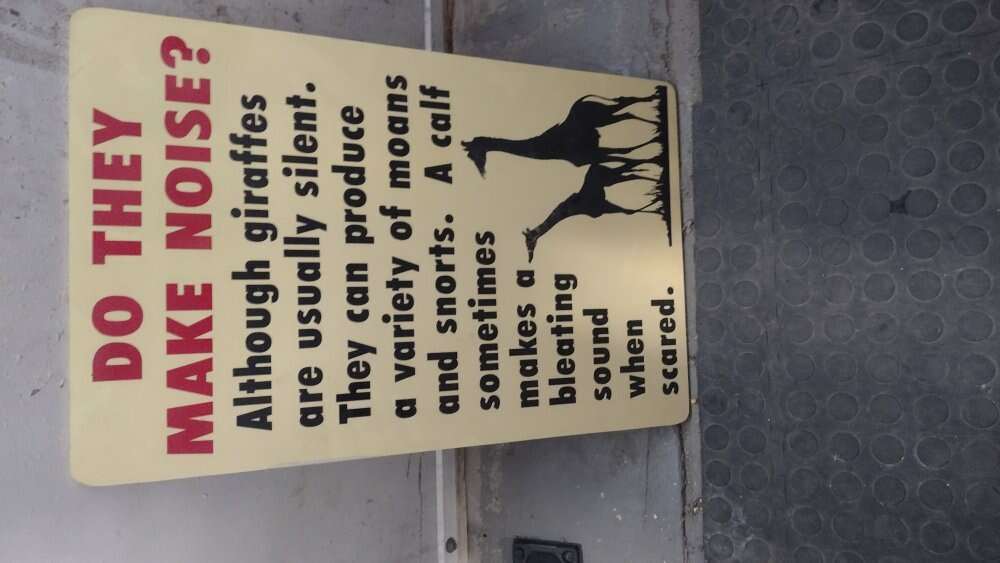 DO THEY
MAKE NOISE?
Although giraffes
are usually silent.
They can produce
a variety of moans
and snorts. A calf
sometimes
makes a
bleating
sound
when
scared.